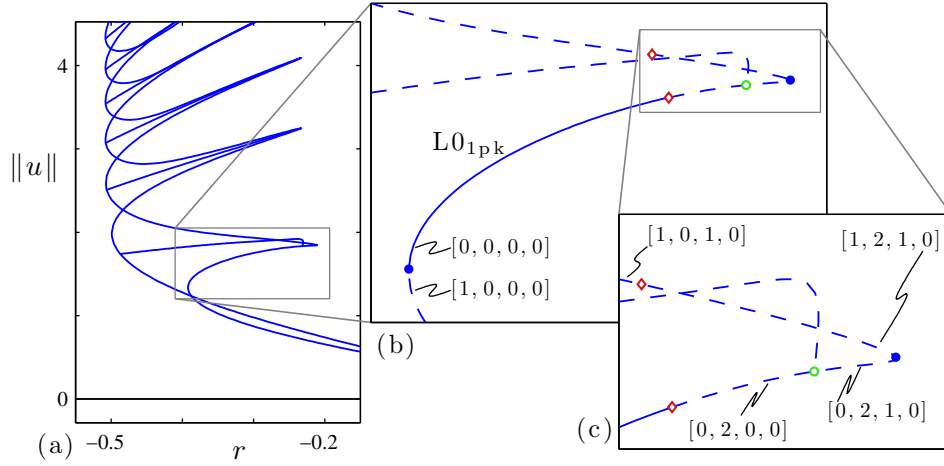 4
‖u‖
0
−0.5
−0.2
(a)
r
L0₁ₚₖ
[0, 0, 0, 0]
[1, 0, 0, 0]
(b)
[1, 0, 1, 0]
[1, 2, 1, 0]
[0, 2, 0, 0]
[0, 2, 1, 0]
(c)